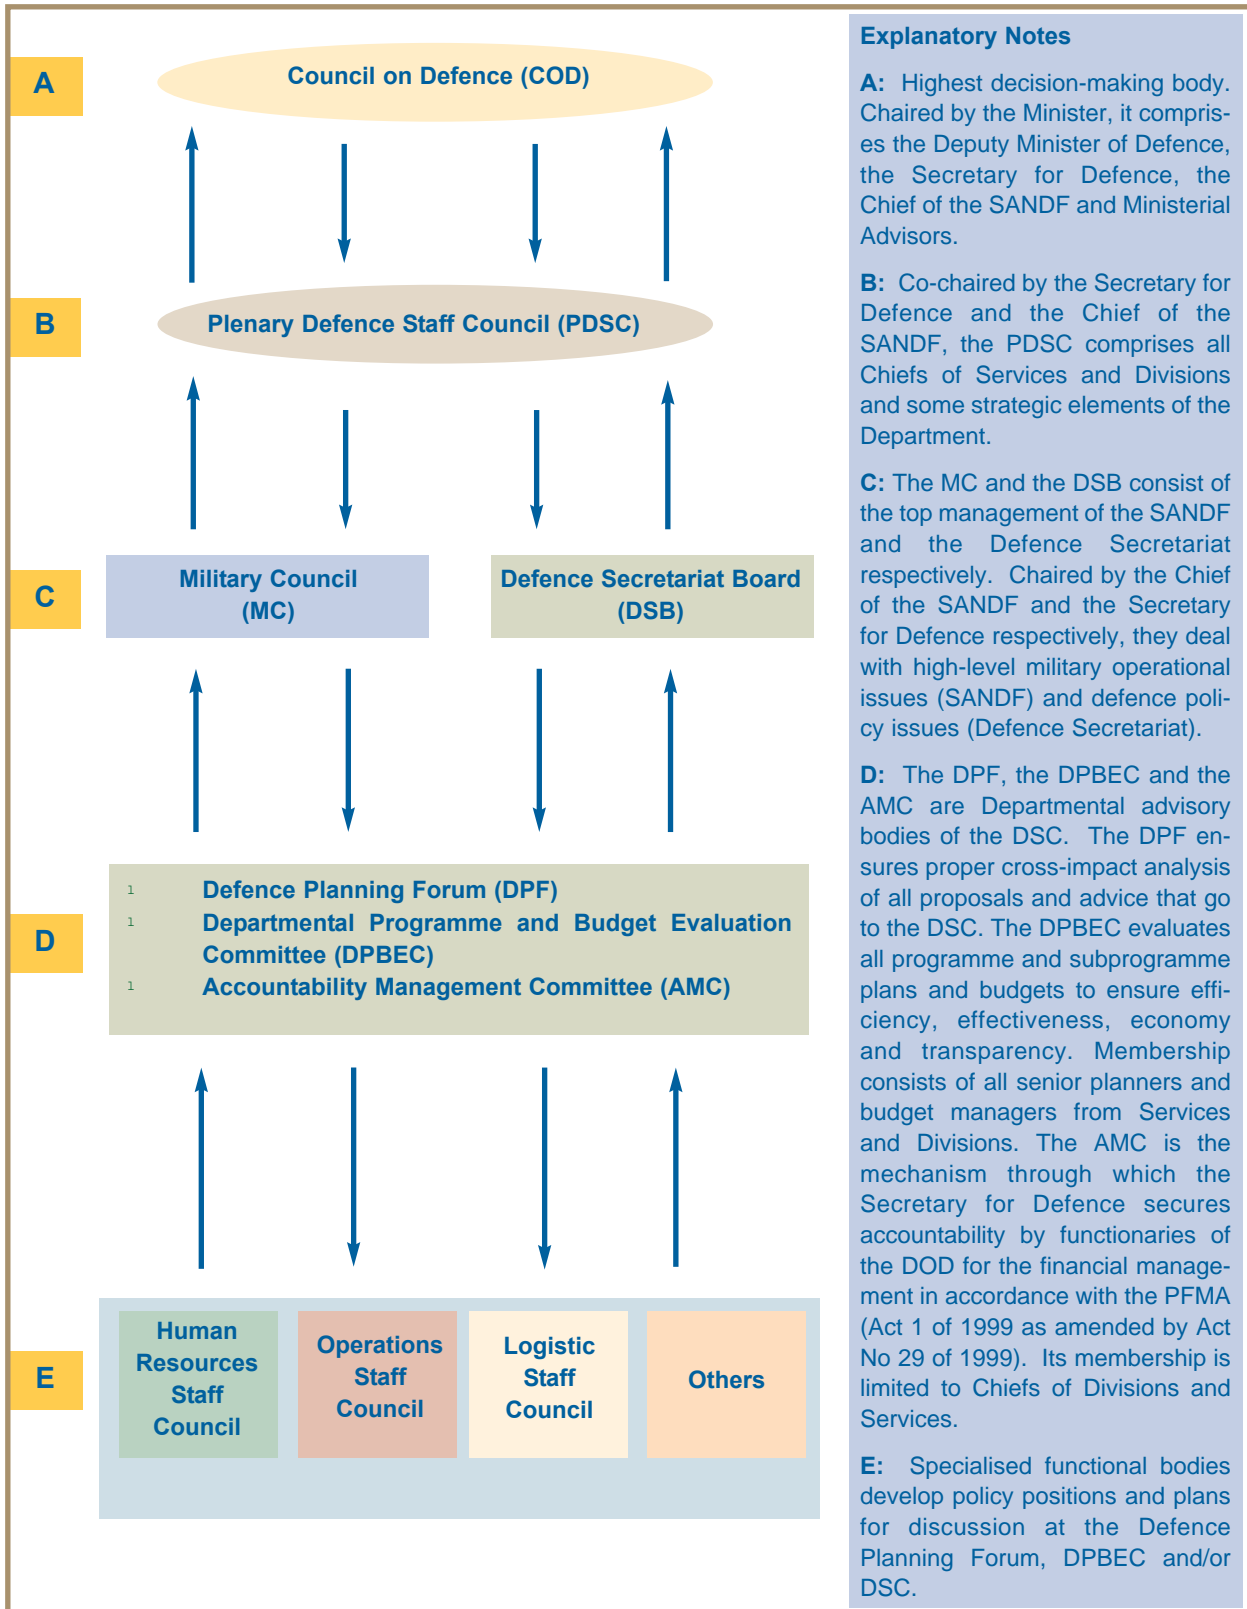 A
Council on Defence (COD)
B
Plenary Defence Staff Council (PDSC)
C
Military Council
(MC)
Defence Secretariat Board
(DSB)
D
1 Defence Planning Forum (DPF)
1 Departmental Programme and Budget Evaluation
Committee (DPBEC)
1 Accountability Management Committee (AMC)
E
Human
Resources
Staff
Council
Operations
Staff
Council
Logistic
Staff
Council
Others
Explanatory Notes
A: Highest decision-making body.
Chaired by the Minister, it compris-
es the Deputy Minister of Defence,
the Secretary for Defence, the
Chief of the SANDF and Ministerial
Advisors.
B: Co-chaired by the Secretary for
Defence and the Chief of the
SANDF, the PDSC comprises all
Chiefs of Services and Divisions
and some strategic elements of the
Department.
C: The MC and the DSB consist of
the top management of the SANDF
and the Defence Secretariat
respectively. Chaired by the Chief
of the SANDF and the Secretary
for Defence respectively, they deal
with high-level military operational
issues (SANDF) and defence poli-
cy issues (Defence Secretariat).
D: The DPF, the DPBEC and the
AMC are Departmental advisory
bodies of the DSC. The DPF en-
sures proper cross-impact analysis
of all proposals and advice that go
to the DSC. The DPBEC evaluates
all programme and subprogramme
plans and budgets to ensure effi-
ciency, effectiveness, economy
and transparency. Membership
consists of all senior planners and
budget managers from Services
and Divisions. The AMC is the
mechanism through which the
Secretary for Defence secures
accountability by functionaries of
the DOD for the financial manage-
ment in accordance with the PFMA
(Act 1 of 1999 as amended by Act
No 29 of 1999). Its membership is
limited to Chiefs of Divisions and
Services.
E: Specialised functional bodies
develop policy positions and plans
for discussion at the Defence
Planning Forum, DPBEC and/or
DSC.